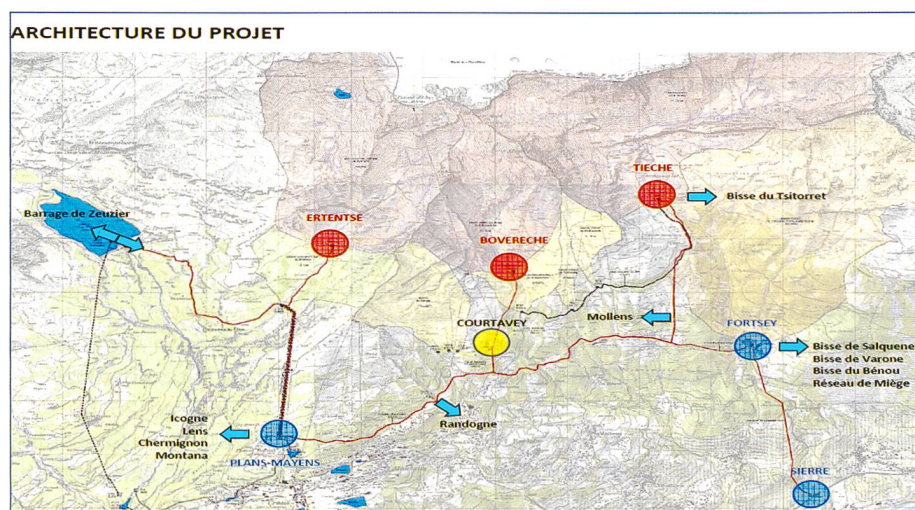 ARCHITECTURE DU PROJET
TIECHE
Bisse du Tsitorret
Barrage de Zeuzier
ERTENTSE
BOVERECHE
Mollens
COURTAVEY
FORTSEY
Bisse de Salquene
Bisse de Varone
Bisse du Bénou
Réseau de Miège
Randogne
Icogne
Lens
Chermignon
Montana
PLANS-MAYENS
SIERRE